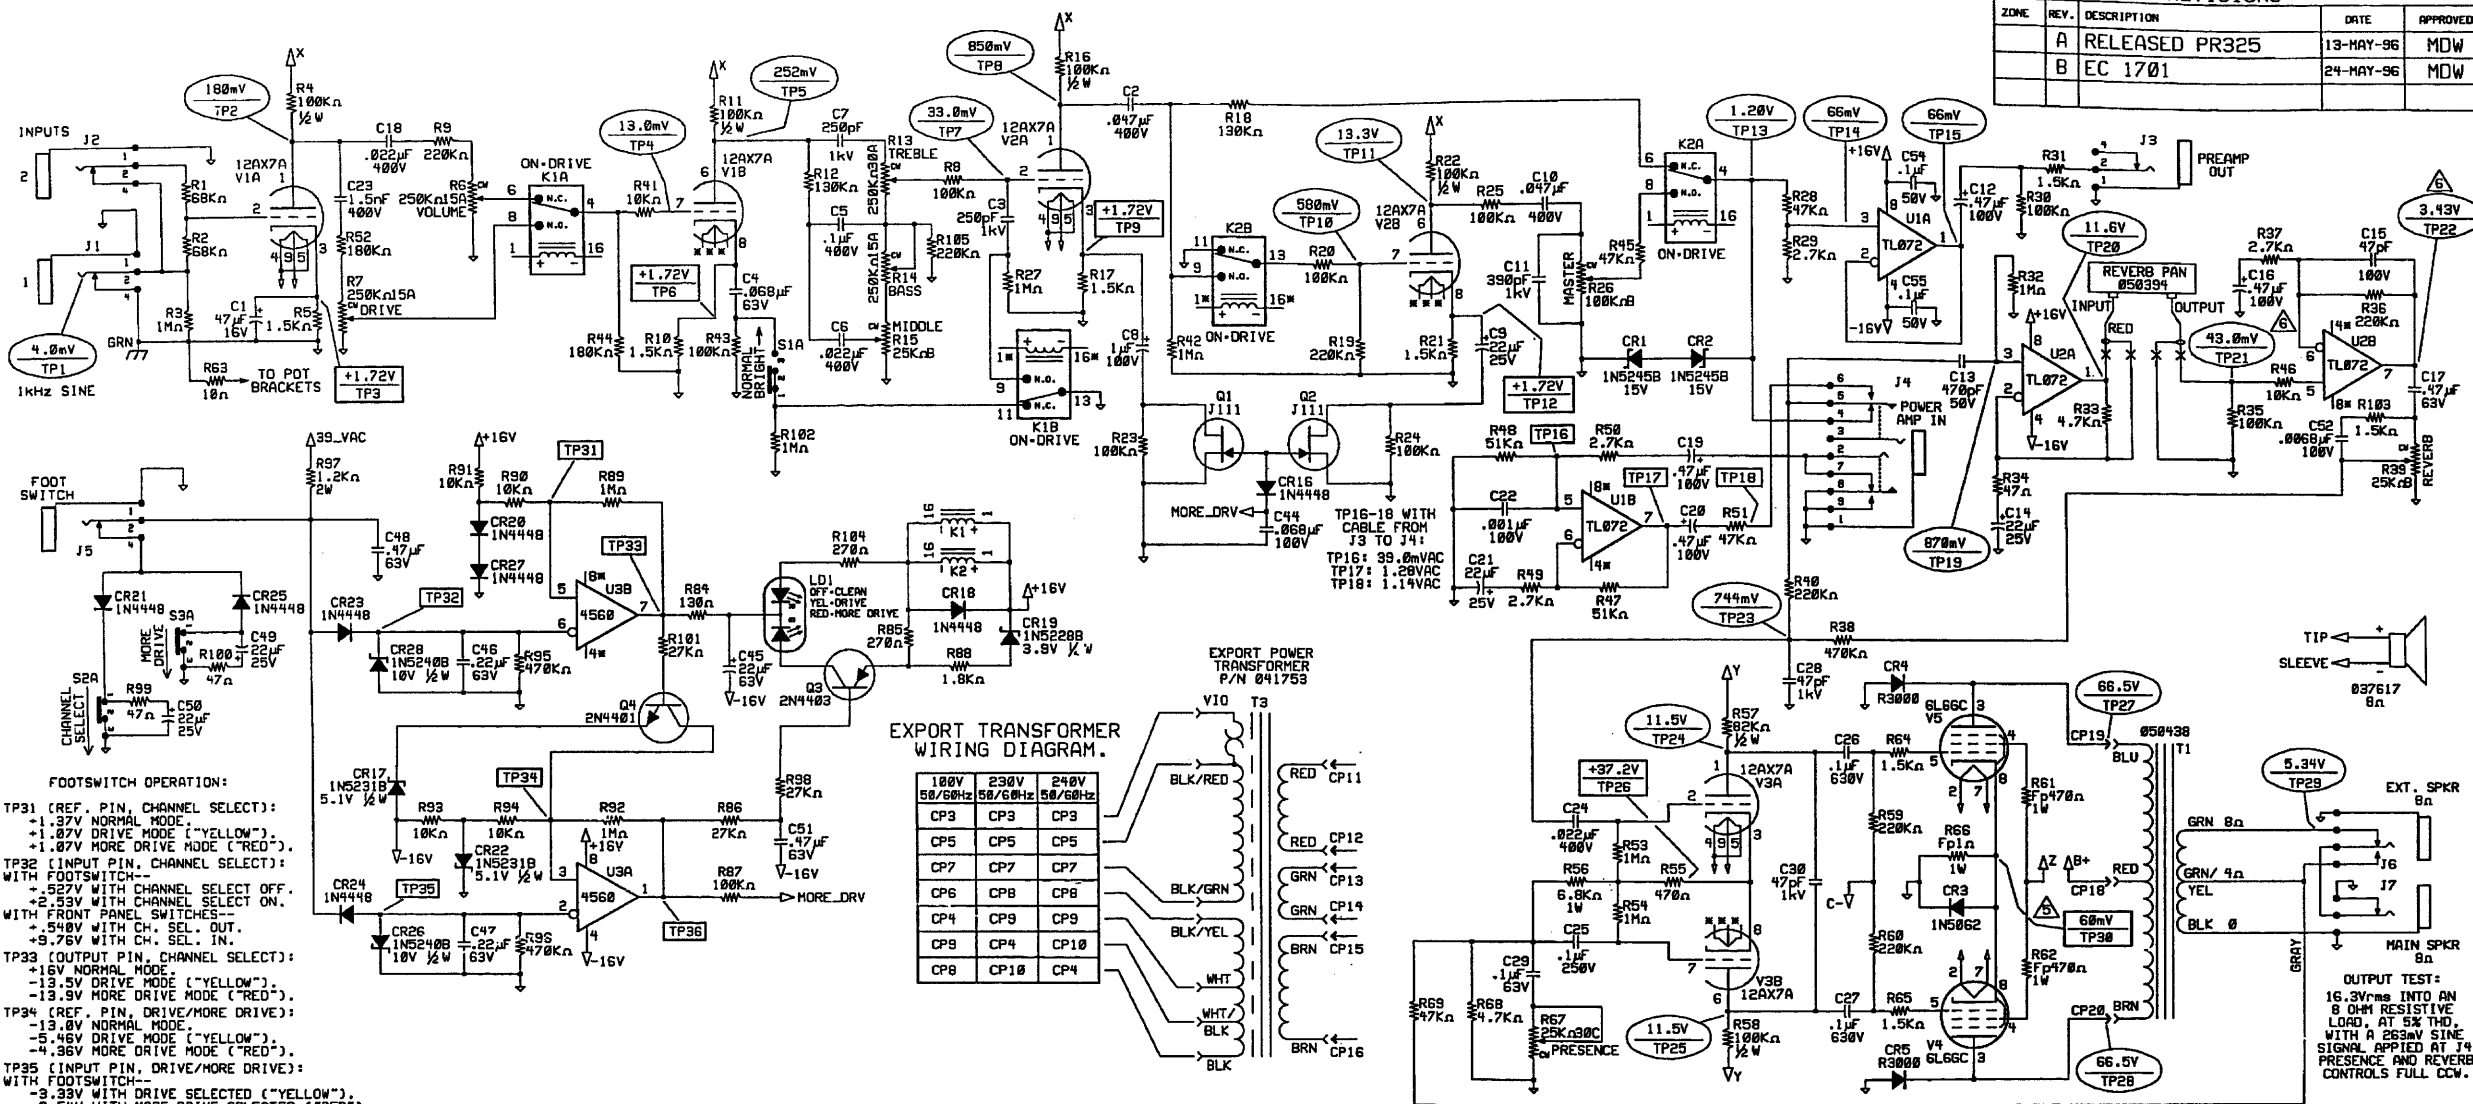 REVISIONS
ZONE REV. DESCRIPTION DATE APPROVED
A RELEASED PR325 13-MAY-96 MDW
B EC 1701 24-MAY-96 MDW
INPUTS
J2
2
J1
1
4.0mV
TP1
1kHz SINE
R1
68KΩ
R2
68KΩ
R3
1MΩ
GRN
R63
10Ω
TO POT
BRACKETS
180mV
TP2
X
R4
100KΩ
½ W
12AX7A
V1A
C1
47µF
16V
R5
1.5KΩ
+1.72V
TP3
C18
.022µF
400V
C23
1.5nF
400V
R52
180KΩ
R7
250KΩ15A
DRIVE
R9
220KΩ
R6
250KΩ15A
VOLUME
ON-DRIVE
K1A
N.C.
N.O.
13.0mV
TP4
R41
10KΩ
R44
180KΩ
X
R11
100KΩ
½ W
252mV
TP5
12AX7A
V1B
+1.72V
TP6
R10
1.5KΩ
R43
100KΩ
C4
.068µF
63V
NORMAL
BRIGHT
S1A
R102
1MΩ
C7
250pF
1kV
R12
130KΩ
C5
.1µF
400V
C6
.022µF
400V
R13
TREBLE
250KΩ30A
R14
BASS
250KΩ15A
R105
220KΩ
MIDDLE
R15
25KΩB
850mV
TP8
X
R16
100KΩ
½ W
33.0mV
TP7
R8
100KΩ
C3
250pF
1kV
R27
1MΩ
12AX7A
V2A
+1.72V
TP9
R17
1.5KΩ
K1B
ON-DRIVE
N.O.
N.C.
C2
.047µF
400V
R18
130KΩ
C8
1µF
100V
R42
1MΩ
K2B
ON-DRIVE
N.C.
N.O.
580mV
TP10
R20
100KΩ
R19
220KΩ
13.3V
TP11
X
R22
100KΩ
½ W
12AX7A
V2B
R21
1.5KΩ
C9
22µF
25V
+1.72V
TP12
R25
100KΩ
C10
.047µF
400V
C11
390pF
1kV
MASTER
R26
100KΩB
R45
47KΩ
K2A
ON-DRIVE
N.C.
N.O.
CR1
1N5245B
15V
CR2
1N5245B
15V
1.20V
TP13
R28
47KΩ
R29
2.7KΩ
66mV
TP14
66mV
TP15
+16V
C54
.1µF
50V
U1A
TL072
C55
.1µF
50V
-16V
C12
.47µF
100V
R30
100KΩ
R31
1.5KΩ
J3
PREAMP
OUT
R23
100KΩ
Q1
J111
Q2
J111
R24
100KΩ
CR16
1N4448
MORE_DRV
C44
.068µF
100V
TP16-18 WITH
CABLE FROM
J3 TO J4:
TP16: 39.0mVAC
TP17: 1.28VAC
TP18: 1.14VAC
R48
51KΩ
TP16
R50
2.7KΩ
C19
.47µF
100V
C22
.001µF
100V
U1B
TL072
TP17
TP18
C20
.47µF
100V
R51
47KΩ
C21
22µF
25V
R49
2.7KΩ
R47
51KΩ
J4
POWER
AMP IN
C13
470pF
50V
R32
1MΩ
+16V
U2A
TL072
-16V
870mV
TP19
R34
47Ω
C14
22µF
25V
11.6V
TP20
R33
4.7KΩ
REVERB PAN
050394
INPUT
OUTPUT
RED
43.0mV
TP21
R35
100KΩ
R46
10KΩ
U2B
TL072
R37
2.7KΩ
C16
.47µF
100V
C15
47pF
100V
R36
220KΩ
6
3.43V
TP22
C17
.47µF
63V
R103
1.5KΩ
C52
.0068µF
100V
R39
25KΩB
REVERB
FOOT
SWITCH
J5
39_VAC
R97
1.2KΩ
2W
C48
.47µF
63V
CR21
1N4448
CR25
1N4448
S3A
MORE
DRIVE
C49
22µF
25V
R100
47Ω
S2A
CHANNEL
SELECT
R99
47Ω
C50
22µF
25V
+16V
R91
10KΩ
R90
10KΩ
TP31
R89
1MΩ
CR20
1N4448
CR27
1N4448
CR23
1N4448
TP32
CR28
1N5240B
10V ½ W
C46
.22µF
63V
R95
470KΩ
U3B
4560
TP33
R84
130Ω
R101
27KΩ
C45
22µF
63V
-16V
LD1
OFF-CLEAN
YEL-DRIVE
RED-MORE DRIVE
R104
270Ω
K1
K2
CR18
1N4448
R85
270Ω
R88
1.8KΩ
+16V
CR19
1N5228B
3.9V ½ W
Q3
2N4403
Q4
2N4401
CR17
1N5231B
5.1V ½ W
R93
10KΩ
-16V
CR22
1N5231B
5.1V ½ W
R94
10KΩ
TP34
R92
1MΩ
R86
27KΩ
R98
27KΩ
C51
.47µF
63V
-16V
+16V
U3A
4560
-16V
R87
100KΩ
MORE_DRV
TP36
CR24
1N4448
TP35
CR26
1N5240B
10V ½ W
C47
.22µF
63V
R96
470KΩ
FOOTSWITCH OPERATION:
TP31 (REF. PIN, CHANNEL SELECT):
+1.37V NORMAL MODE.
+1.07V DRIVE MODE ("YELLOW").
+1.07V MORE DRIVE MODE ("RED").
TP32 (INPUT PIN, CHANNEL SELECT):
WITH FOOTSWITCH--
+.527V WITH CHANNEL SELECT OFF.
+2.53V WITH CHANNEL SELECT ON.
WITH FRONT PANEL SWITCHES--
+.540V WITH CH. SEL. OUT.
+9.76V WITH CH. SEL. IN.
TP33 (OUTPUT PIN, CHANNEL SELECT):
+16V NORMAL MODE.
-13.5V DRIVE MODE ("YELLOW").
-13.9V MORE DRIVE MODE ("RED").
TP34 (REF. PIN, DRIVE/MORE DRIVE):
-13.0V NORMAL MODE.
-5.46V DRIVE MODE ("YELLOW").
-4.36V MORE DRIVE MODE ("RED").
TP35 (INPUT PIN, DRIVE/MORE DRIVE):
WITH FOOTSWITCH--
-3.33V WITH DRIVE SELECTED ("YELLOW").
EXPORT POWER
TRANSFORMER
P/N 041753
EXPORT TRANSFORMER
WIRING DIAGRAM.
100V 230V 240V
50/60Hz 50/60Hz 50/60Hz
CP3 CP3 CP3
CP5 CP5 CP5
CP7 CP7 CP7
CP6 CP8 CP8
CP4 CP9 CP9
CP9 CP4 CP10
CP8 CP10 CP4
VIO
T3
BLK/RED
BLK/GRN
BLK/YEL
WHT
WHT/
BLK
BLK
RED CP11
RED CP12
GRN CP13
GRN CP14
BRN CP15
BRN CP16
744mV
TP23
R40
220KΩ
R38
470KΩ
C28
47pF
1kV
Y
R57
82KΩ
½ W
11.5V
TP24
+37.2V
TP26
12AX7A
V3A
C24
.022µF
400V
R53
1MΩ
R56
6.8KΩ
1W
R55
470Ω
R54
1MΩ
C25
.1µF
250V
V3B
12AX7A
11.5V
TP25
R58
100KΩ
½ W
Y
R69
47KΩ
R68
4.7KΩ
C29
.1µF
63V
R67
25KΩ30C
PRESENCE
C26
.1µF
630V
C30
47pF
1kV
C27
.1µF
630V
R59
220KΩ
R60
220KΩ
C-
R64
1.5KΩ
R65
1.5KΩ
CR4
R3000
6L6GC
V5
R61
Fp470Ω
1W
R66
Fp1Ω
1W
CR3
1N5062
Z
B+
5
60mV
TP30
R62
Fp470Ω
1W
V4
6L6GC
CR5
R3000
66.5V
TP27
CP19
BLU
050438
T1
CP18
RED
CP20
BRN
66.5V
TP28
GRN 8Ω
GRN/ 4Ω
YEL
BLK 0
GRAY
5.34V
TP29
TIP
SLEEVE
037617
8Ω
EXT. SPKR
8Ω
J6
J7
MAIN SPKR
8Ω
OUTPUT TEST:
16.3Vrms INTO AN
8 OHM RESISTIVE
LOAD, AT 5% THD,
WITH A 263mV SINE
SIGNAL APPIED AT J4
PRESENCE AND REVERB
CONTROLS FULL CCW.